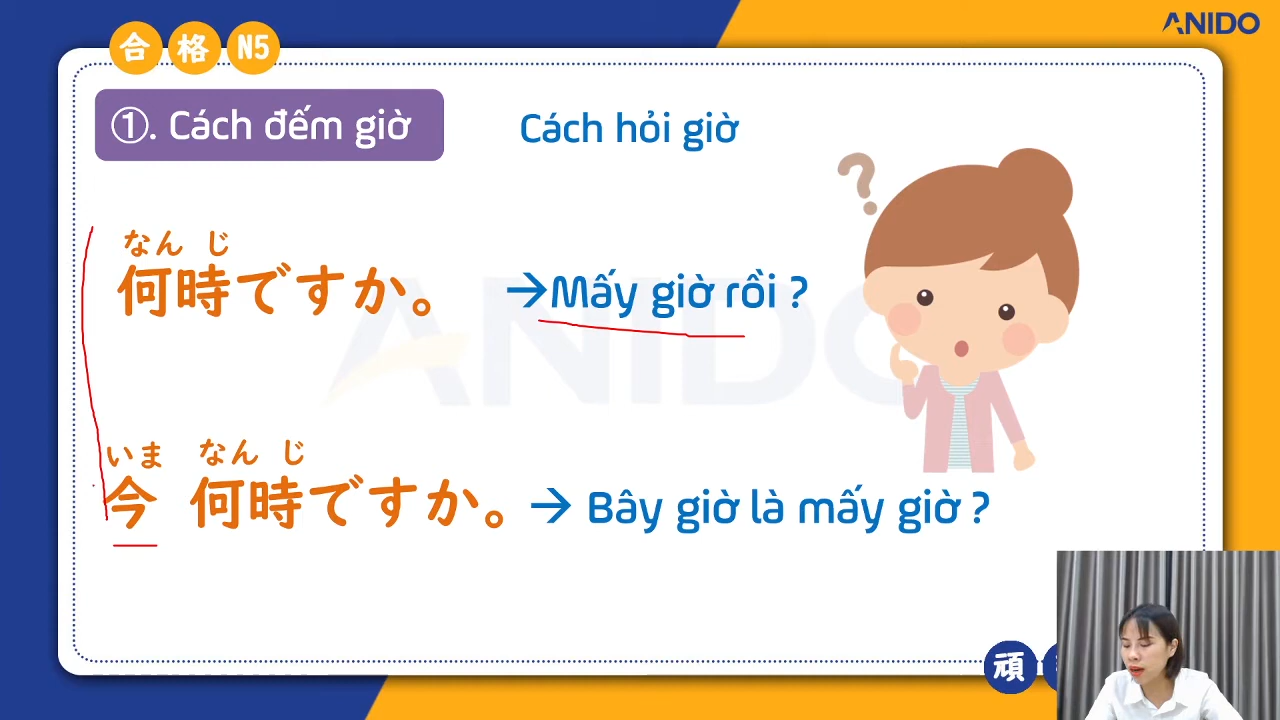 ANIDO
合 格 N5
①. Cách đếm giờ
Cách hỏi giờ
?
なん じ
何時ですか。
→Mấy giờ rồi ?
ANIDO
いま なん じ
今 何時ですか。
→ Bây giờ là mấy giờ ?
頑